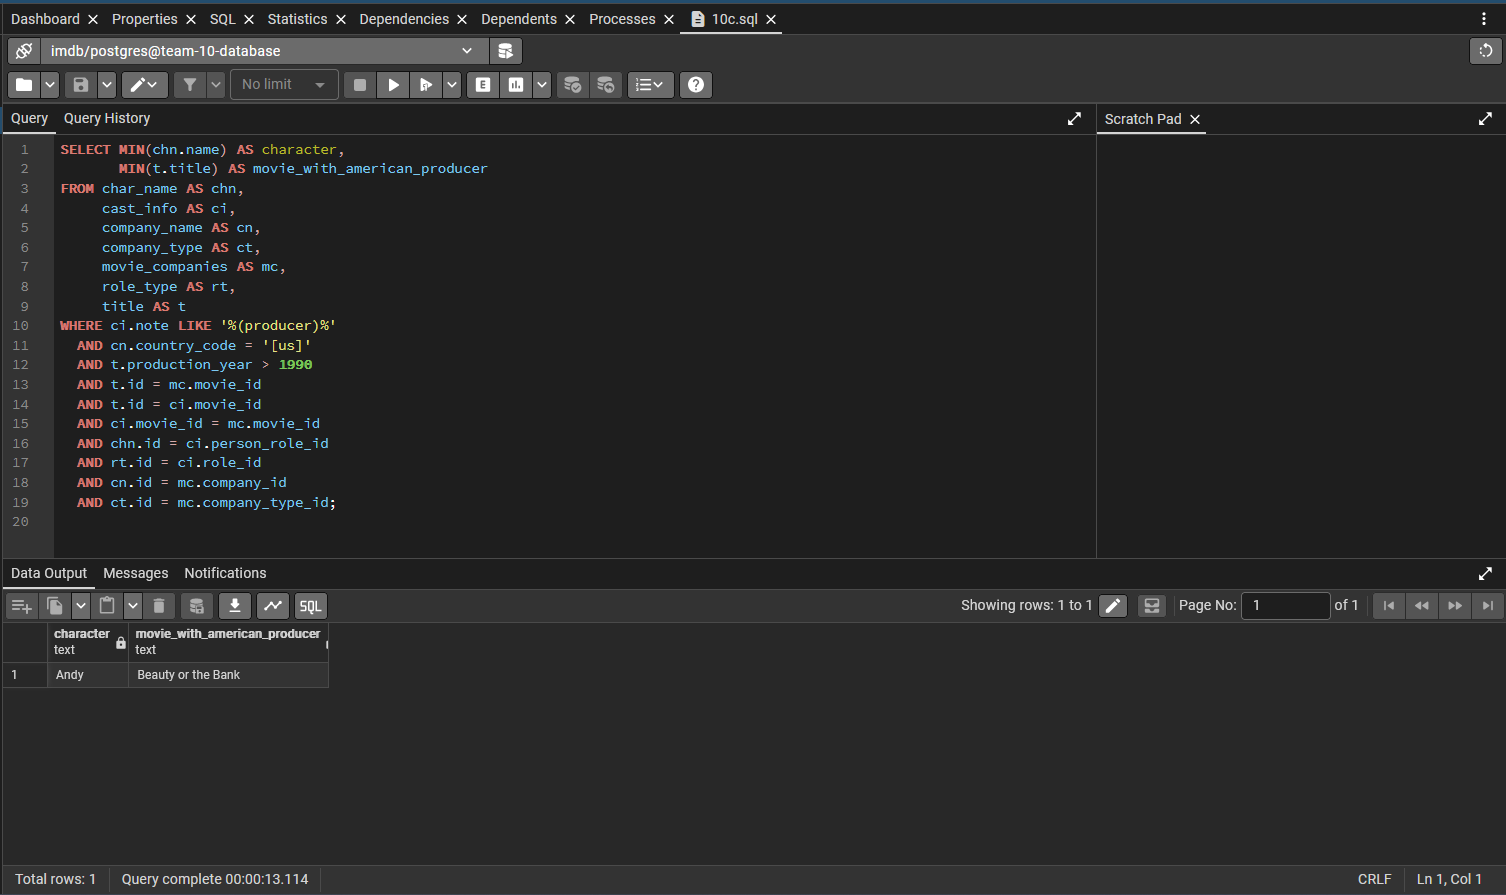 Dashboard Properties SQL Statistics Dependencies Dependents Processes 10c.sql
imdb/postgres@team-10-database
No limit E ?
Query Query History Scratch Pad
1 SELECT MIN(chn.name) AS character,
2 MIN(t.title) AS movie_with_american_producer
3 FROM char_name AS chn,
4 cast_info AS ci,
5 company_name AS cn,
6 company_type AS ct,
7 movie_companies AS mc,
8 role_type AS rt,
9 title AS t
10 WHERE ci.note LIKE '%(producer)%'
11 AND cn.country_code = '[us]'
12 AND t.production_year > 1990
13 AND t.id = mc.movie_id
14 AND t.id = ci.movie_id
15 AND ci.movie_id = mc.movie_id
16 AND chn.id = ci.person_role_id
17 AND rt.id = ci.role_id
18 AND cn.id = mc.company_id
19 AND ct.id = mc.company_type_id;
20
Data Output Messages Notifications
SQL Showing rows: 1 to 1 Page No: 1 of 1
character movie_with_american_producer
text text
1 Andy Beauty or the Bank
Total rows: 1 Query complete 00:00:13.114 CRLF Ln 1, Col 1